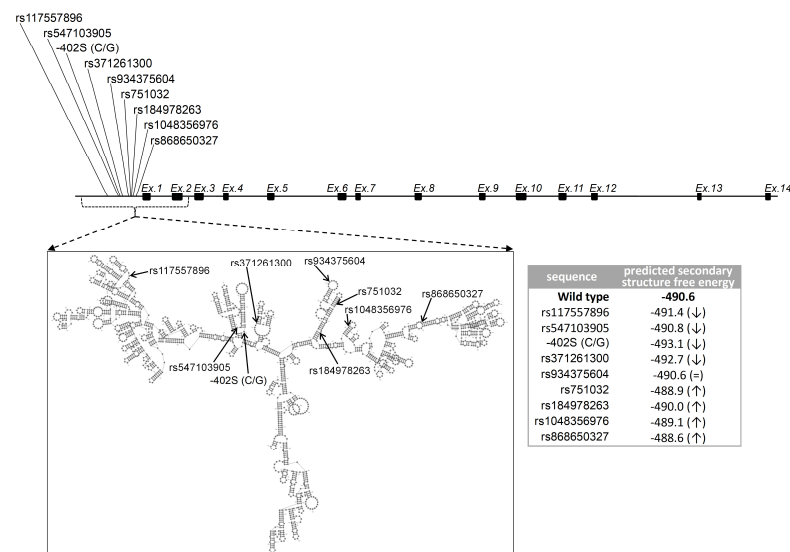 rs117557896
rs547103905
-402S (C/G)
rs371261300
rs934375604
rs751032
rs184978263
rs1048356976
rs868650327
Ex.1 Ex.2 Ex.3 Ex.4 Ex.5 Ex.6 Ex.7 Ex.8 Ex.9 Ex.10 Ex.11 Ex.12 Ex.13 Ex.14
rs117557896
rs371261300
rs934375604
rs751032
rs1048356976
rs868650327
rs547103905
-402S (C/G)
rs184978263
sequence predicted secondary structure free energy
Wild type -490.6
rs117557896 -491.4 (↓)
rs547103905 -490.8 (↓)
-402S (C/G) -493.1 (↓)
rs371261300 -492.7 (↓)
rs934375604 -490.6 (=)
rs751032 -488.9 (↑)
rs184978263 -490.0 (↑)
rs1048356976 -489.1 (↑)
rs868650327 -488.6 (↑)